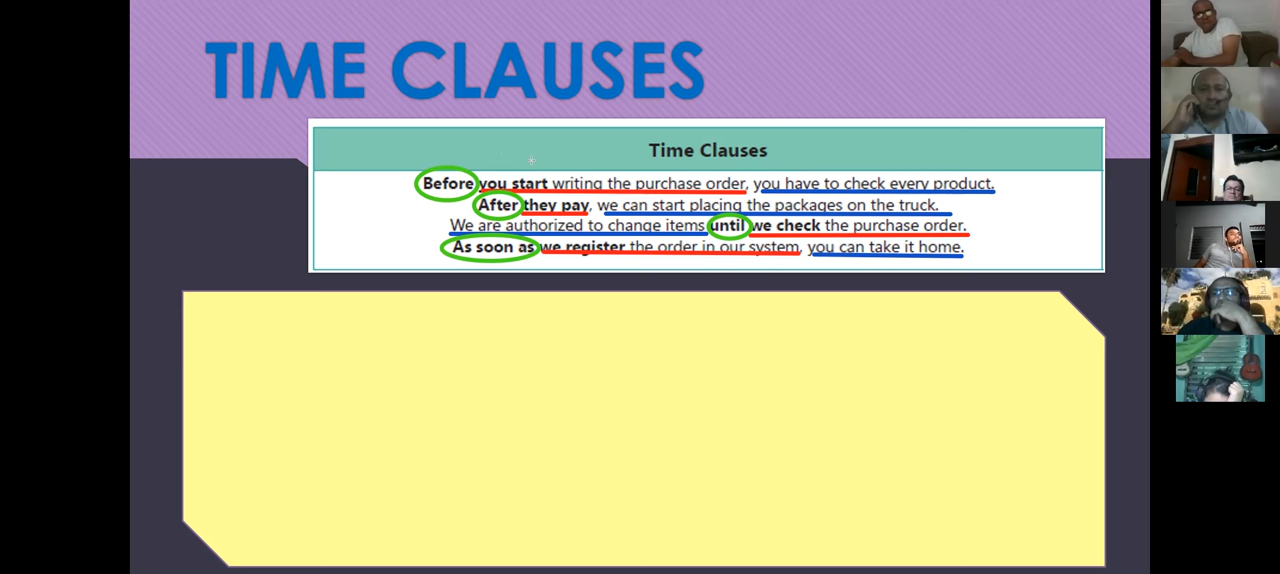 TIME CLAUSES
Time Clauses
Before you start writing the purchase order, you have to check every product.
After they pay, we can start placing the packages on the truck.
We are authorized to change items until we check the purchase order.
As soon as we register the order in our system, you can take it home.